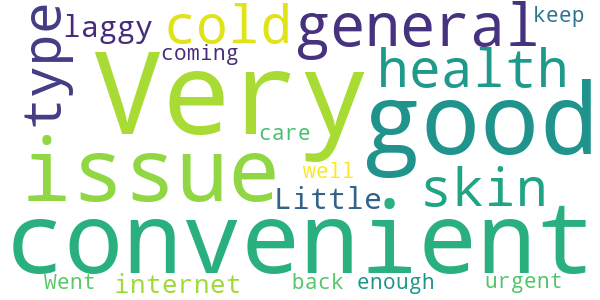 type
laggy
cold
general
keep
coming
Very
health
good
care
issue
well
Little
skin
convenient
Went
internet
back
enough
urgent